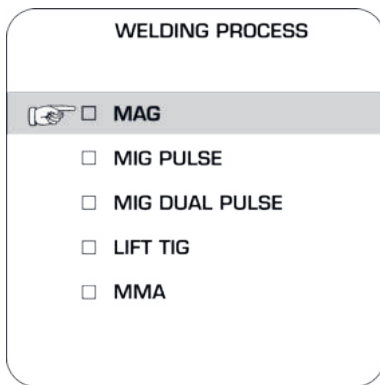 WELDING PROCESS
MAG
MIG PULSE
MIG DUAL PULSE
LIFT TIG
MMA